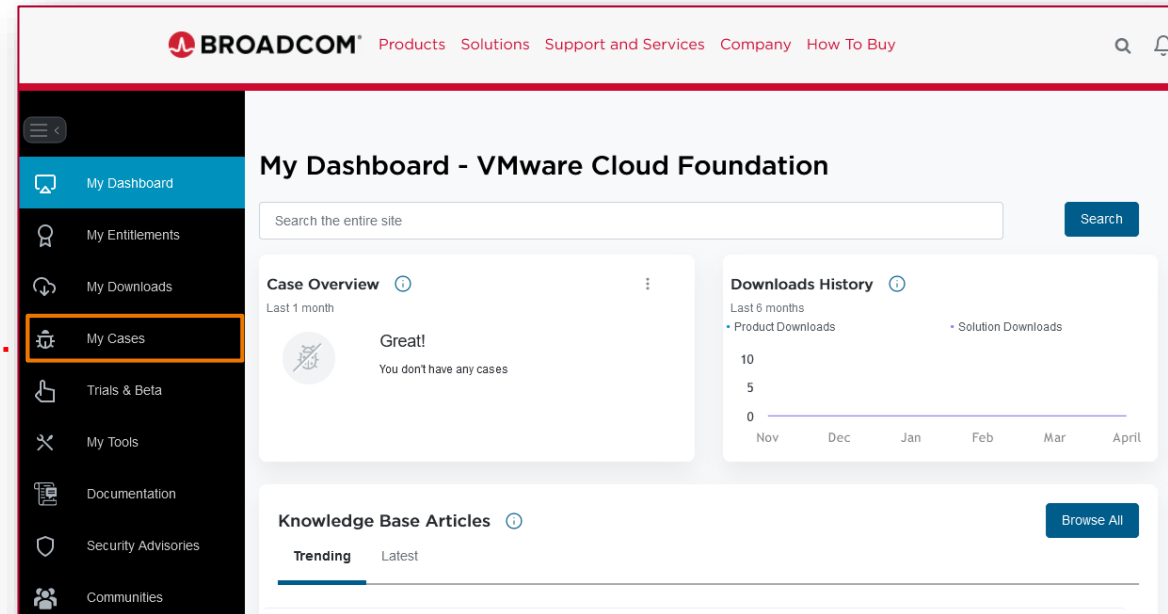 BROADCOM® Products Solutions Support and Services Company How To Buy
My Dashboard
My Entitlements
My Downloads
My Cases
Trials & Beta
My Tools
Documentation
Security Advisories
Communities
My Dashboard - VMware Cloud Foundation
Search the entire site Search
Case Overview
Last 1 month
Great!
You don't have any cases
Downloads History
Last 6 months
Product Downloads Solution Downloads
10
5
0
Nov Dec Jan Feb Mar April
Knowledge Base Articles Browse All
Trending Latest